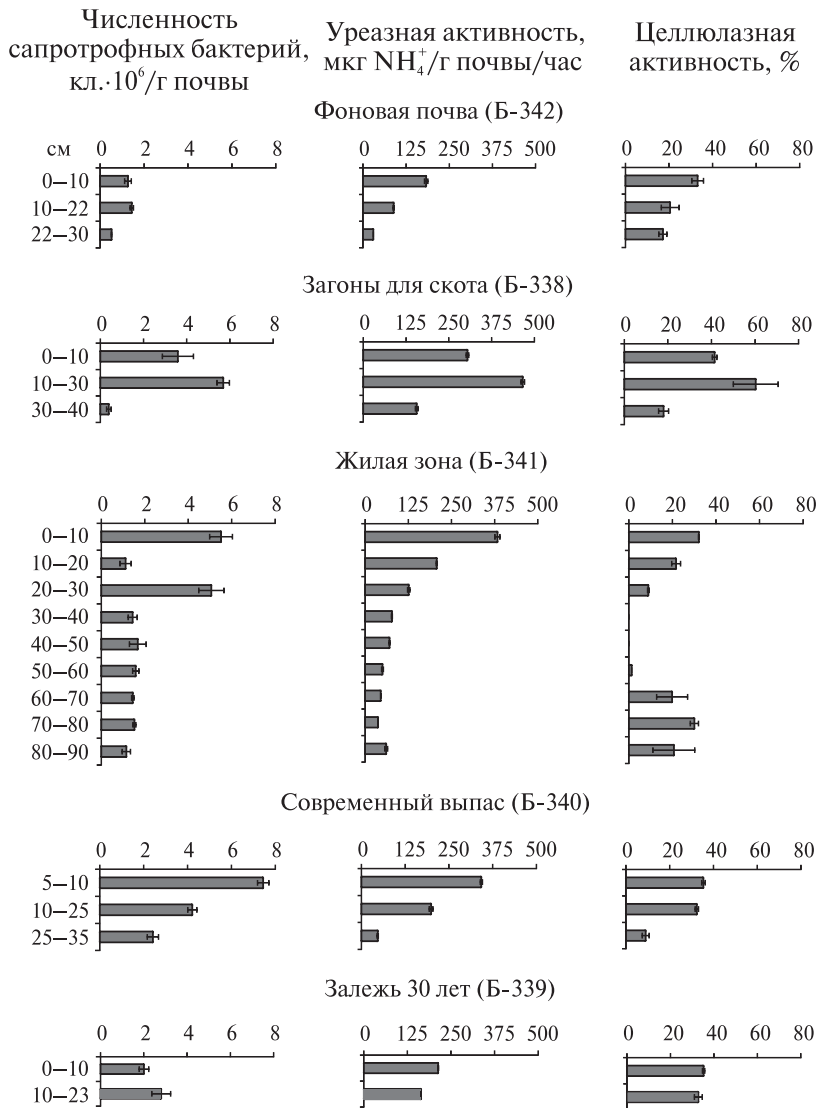 Численность
сапротрофных бактерий,
кл.·10⁶/г почвы
Уреазная активность,
мкг NH₄⁺/г почвы/час
Целлюлазная
активность, %
Фоновая почва (Б-342)
см
0 2 4 6 8
0 125 250 375 500
0 20 40 60 80
0–10
10–22
22–30
Загоны для скота (Б-338)
0 2 4 6 8
0 125 250 375 500
0 20 40 60 80
0–10
10–30
30–40
Жилая зона (Б-341)
0 2 4 6 8
0 125 250 375 500
0 20 40 60 80
0–10
10–20
20–30
30–40
40–50
50–60
60–70
70–80
80–90
Современный выпас (Б-340)
0 2 4 6 8
0 125 250 375 500
0 20 40 60 80
5–10
10–25
25–35
Залежь 30 лет (Б-339)
0 2 4 6 8
0 125 250 375 500
0 20 40 60 80
0–10
10–23